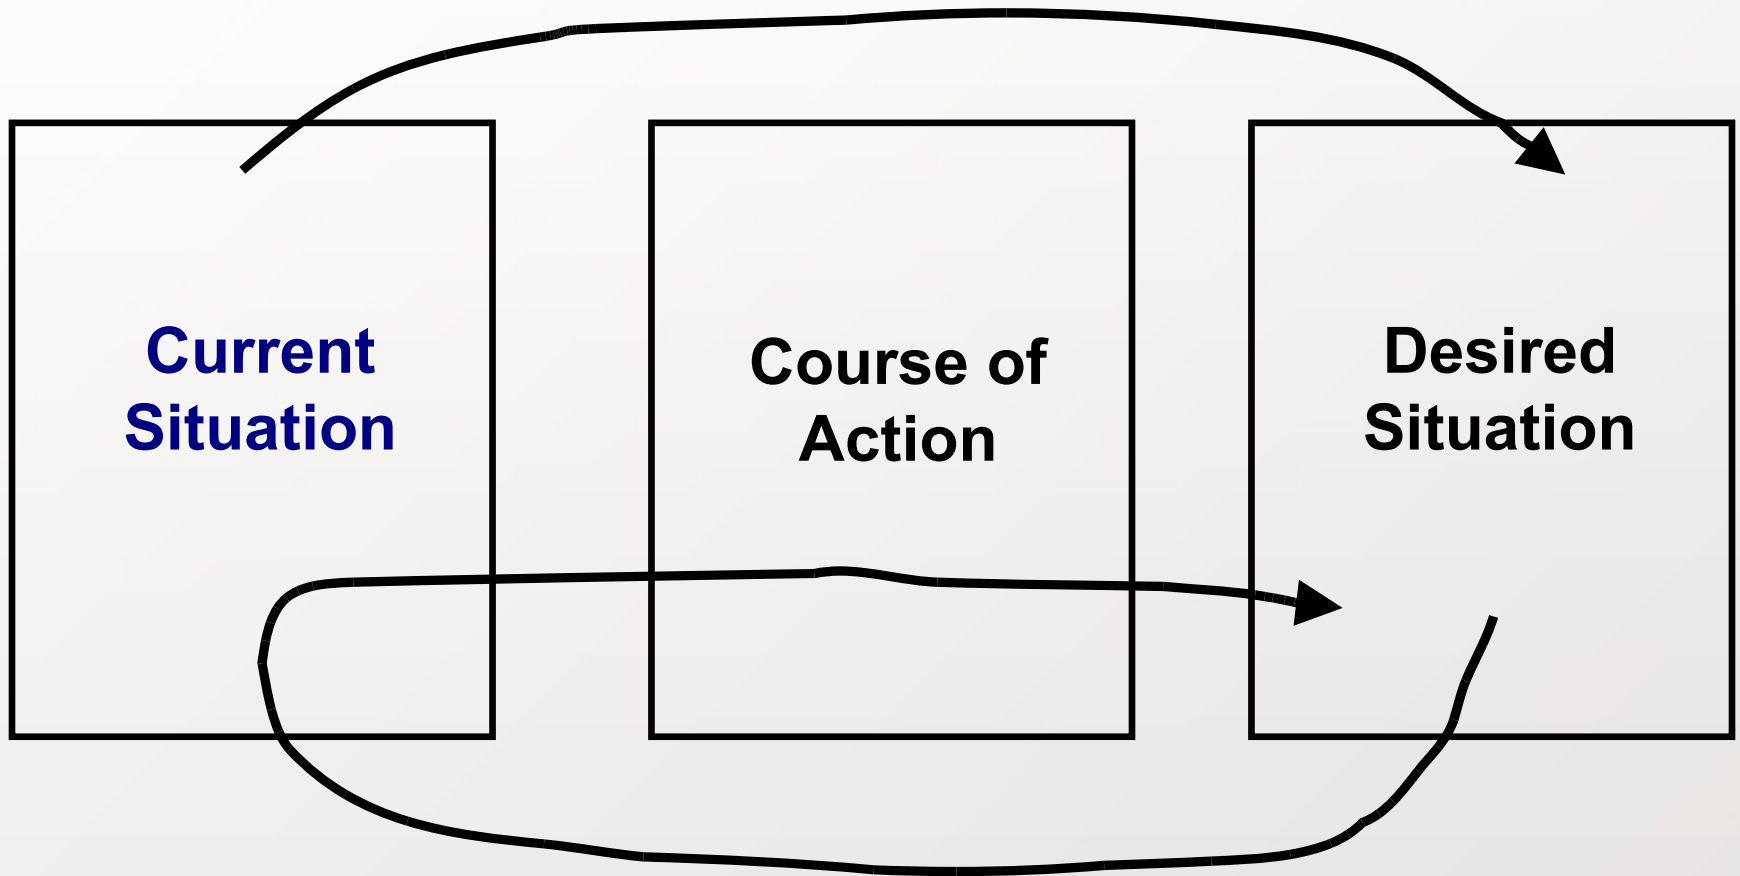 Current
Situation
Course of
Action
Desired
Situation